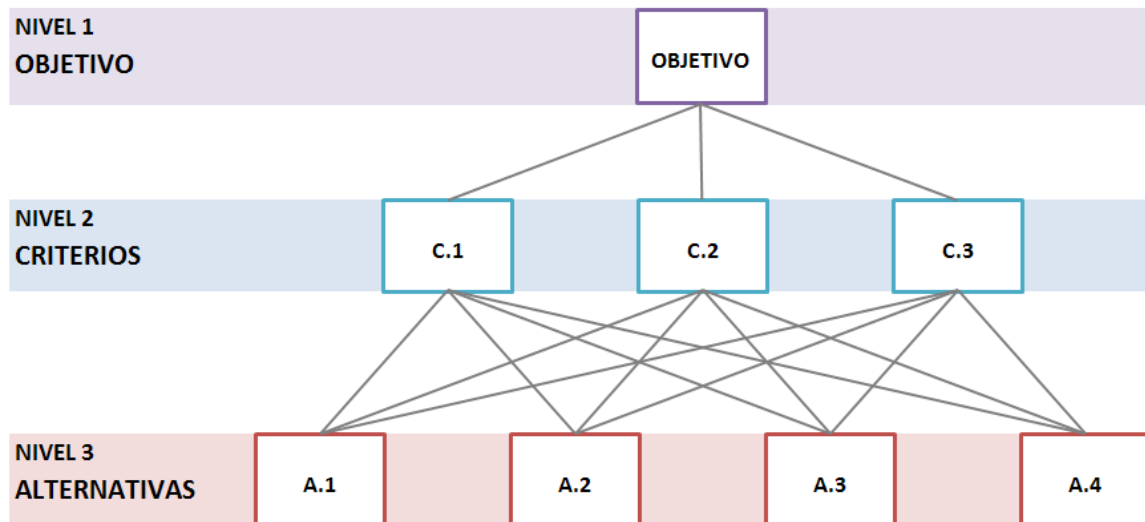 NIVEL 1
OBJETIVO
OBJETIVO
NIVEL 2
CRITERIOS
C.1
C.2
C.3
NIVEL 3
ALTERNATIVAS
A.1
A.2
A.3
A.4